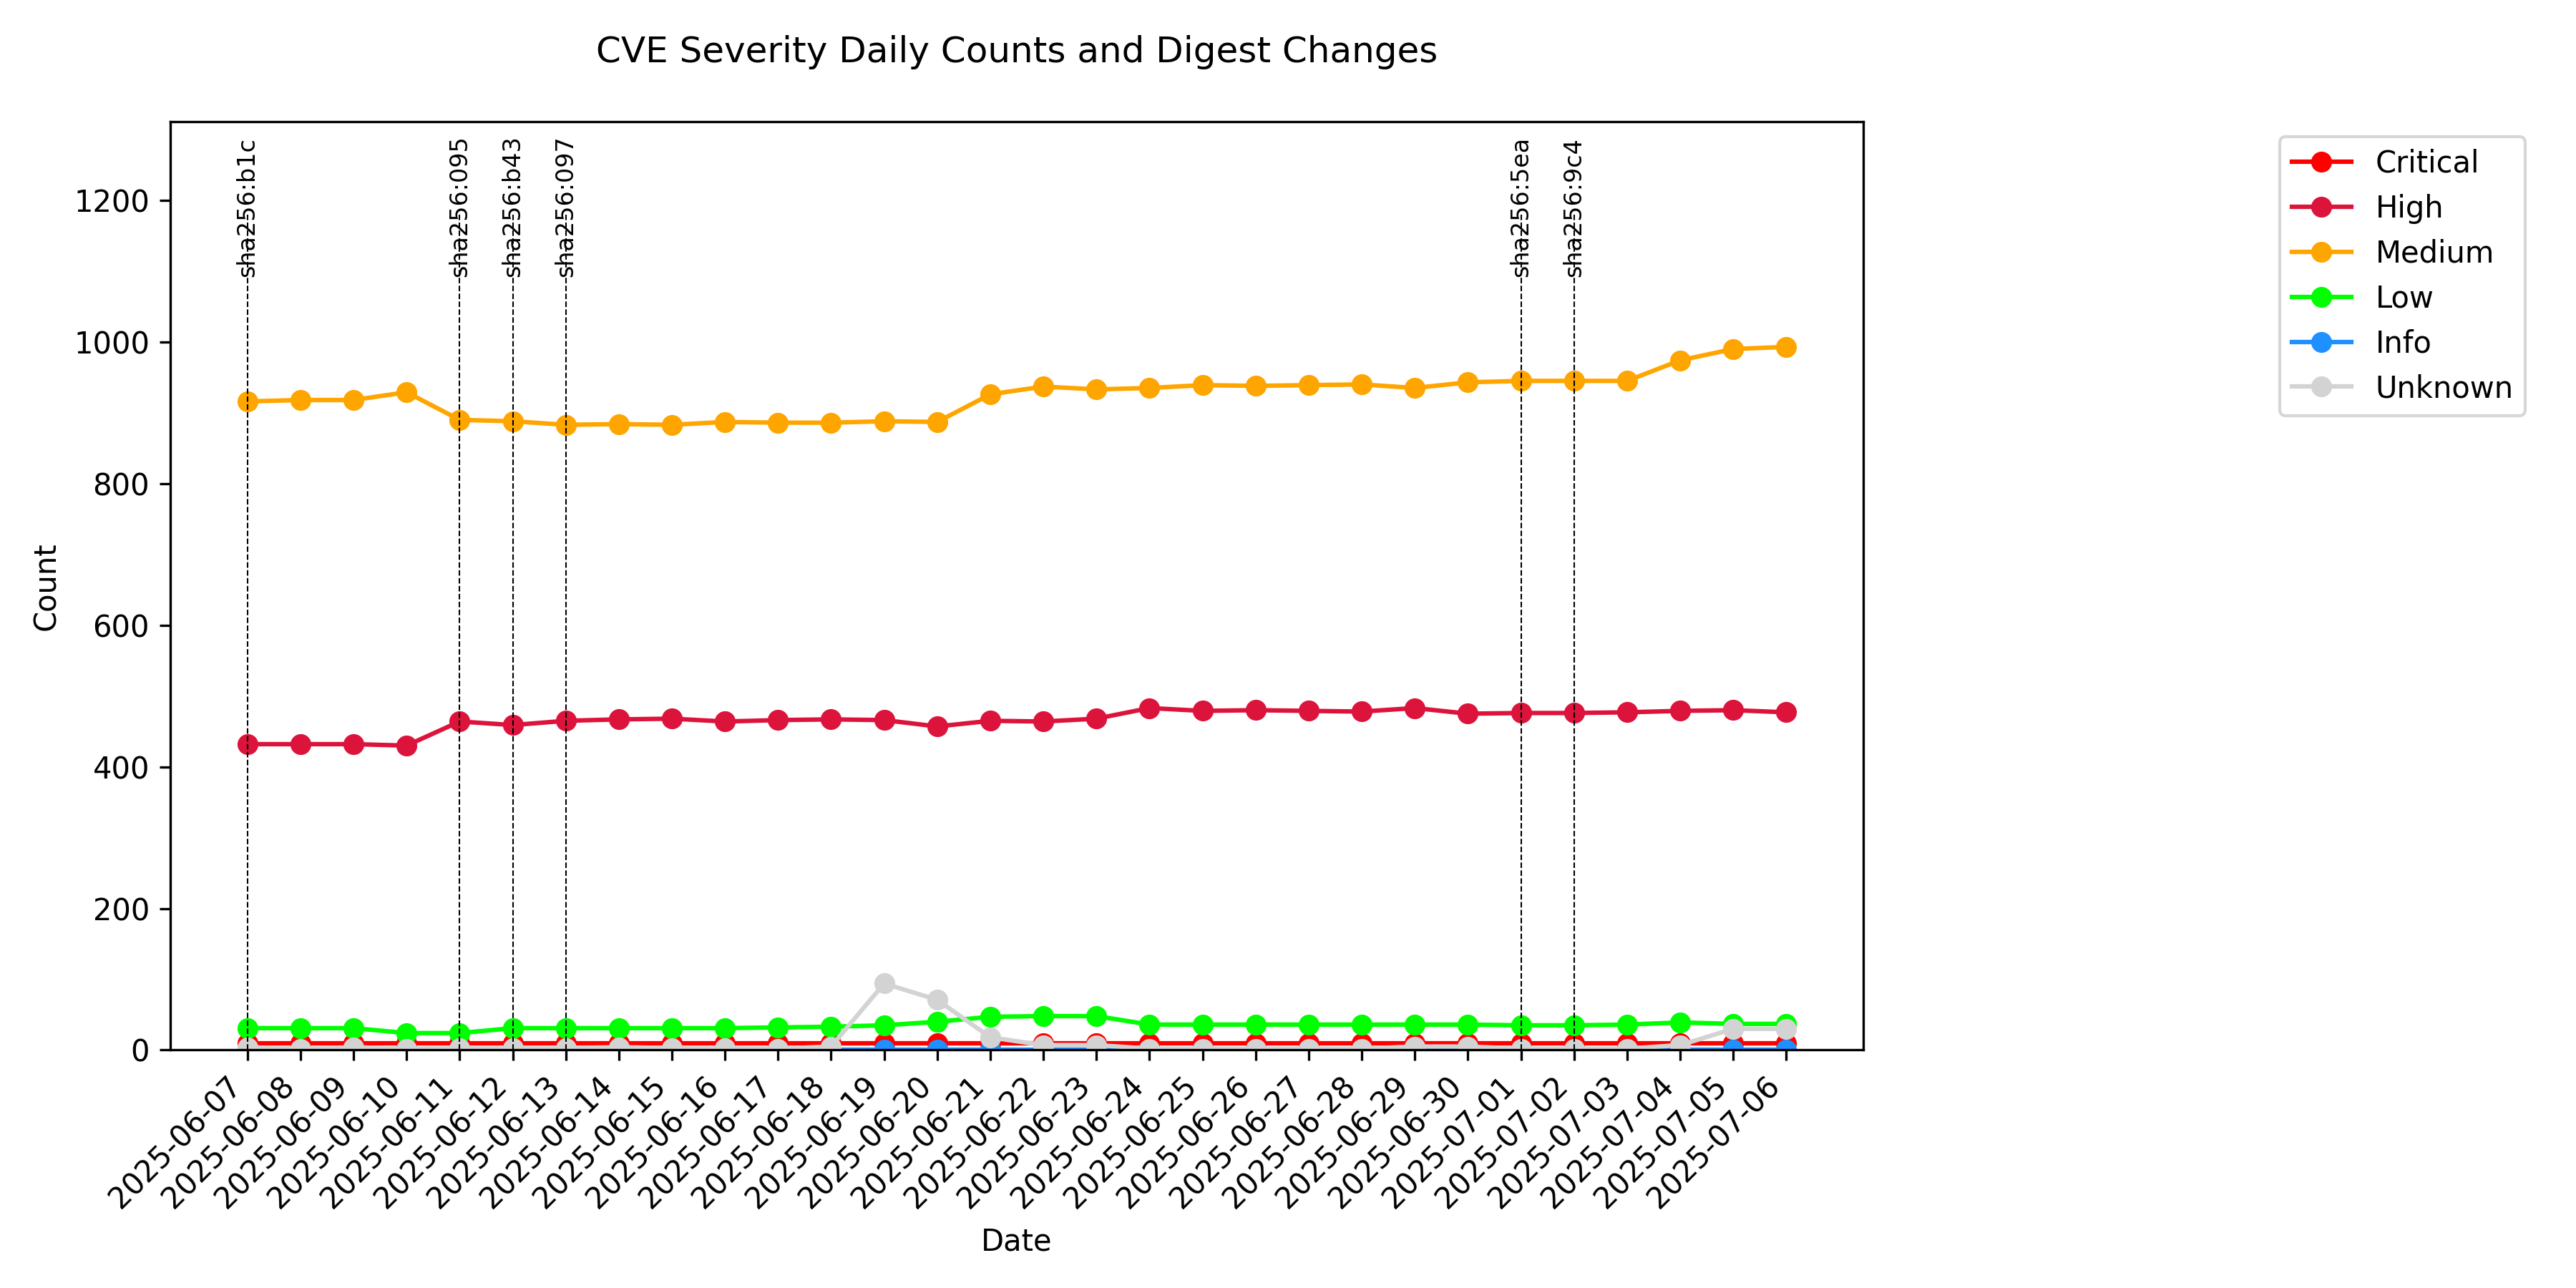 CVE Severity Daily Counts and Digest Changes
sha256:b1c
sha256:095
sha256:b43
sha256:097
sha256:5ea
sha256:9c4
Critical
High
Medium
Low
Info
Unknown
1200
1000
800
600
400
200
0
Count
2025-06-07
2025-06-08
2025-06-09
2025-06-10
2025-06-11
2025-06-12
2025-06-13
2025-06-14
2025-06-15
2025-06-16
2025-06-17
2025-06-18
2025-06-19
2025-06-20
2025-06-21
2025-06-22
2025-06-23
2025-06-24
2025-06-25
2025-06-26
2025-06-27
2025-06-28
2025-06-29
2025-06-30
2025-07-01
2025-07-02
2025-07-03
2025-07-04
2025-07-05
2025-07-06
Date